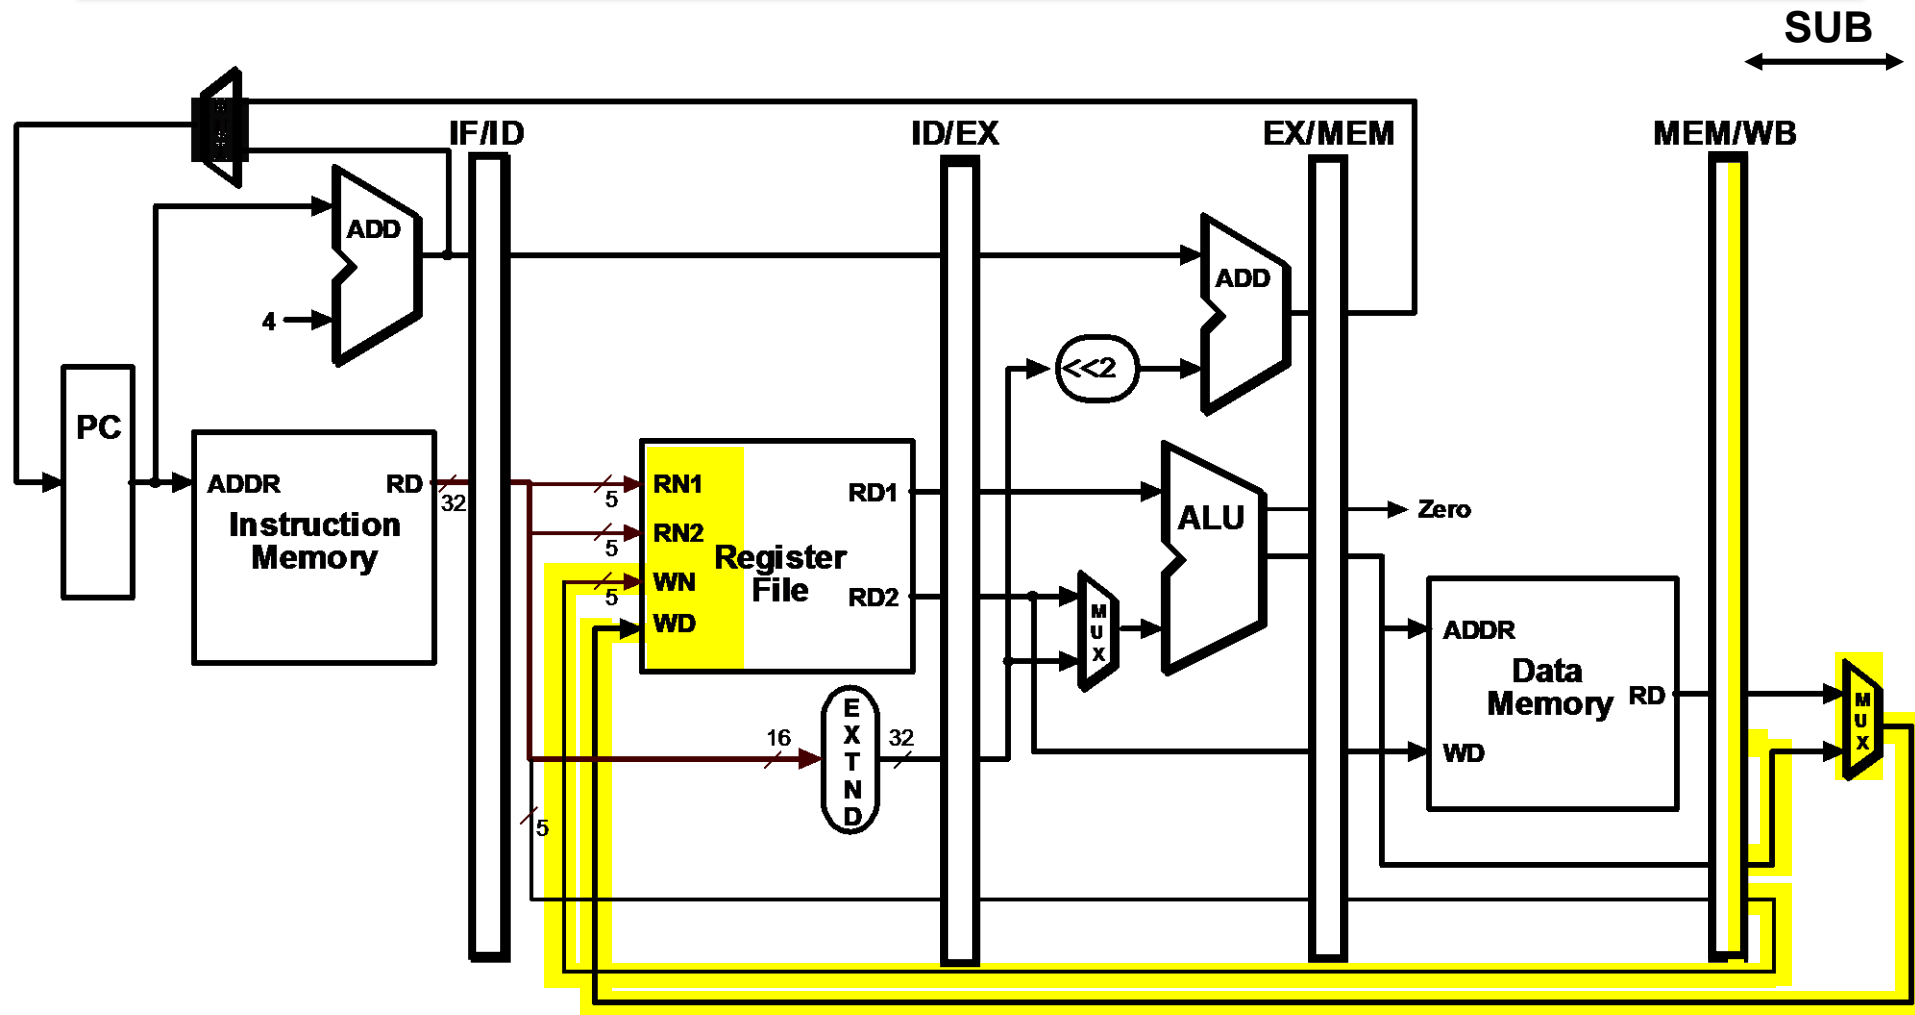 SUB
IF/ID
ID/EX
EX/MEM
MEM/WB
ADD
4
ADD
<<2
PC
ADDR
RD
32
Instruction
Memory
5
RN1
5
RN2
5
WN
WD
Register
File
RD1
RD2
ALU
Zero
M
U
X
ADDR
Data
Memory
RD
WD
M
U
X
16
E
X
T
N
D
32
5